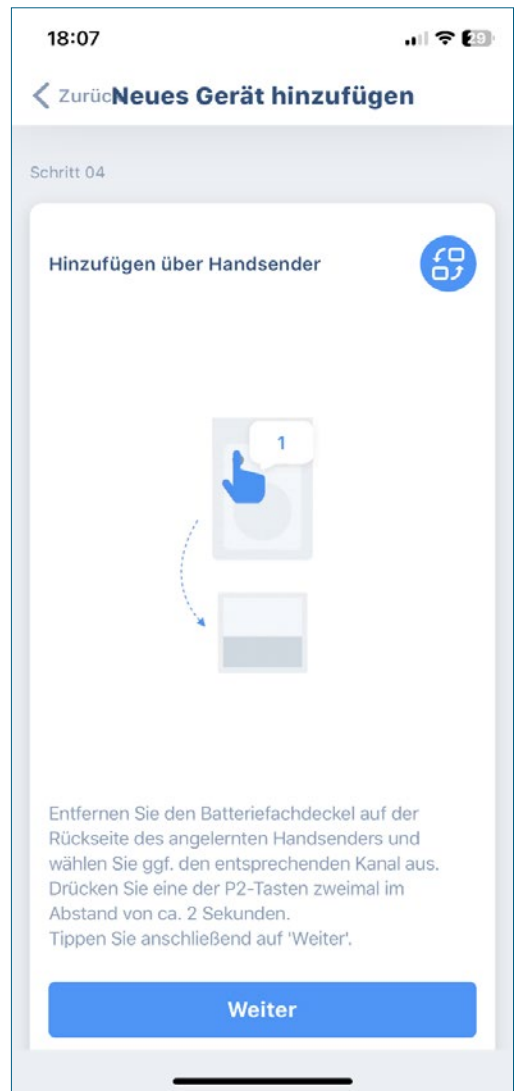 18:07
29
Zurüc
Neues Gerät hinzufügen
Schritt 04
Hinzufügen über Handsender
1
Entfernen Sie den Batteriefachdeckel auf der
Rückseite des angelernten Handsenders und
wählen Sie ggf. den entsprechenden Kanal aus.
Drücken Sie eine der P2-Tasten zweimal im
Abstand von ca. 2 Sekunden.
Tippen Sie anschließend auf 'Weiter'.
Weiter